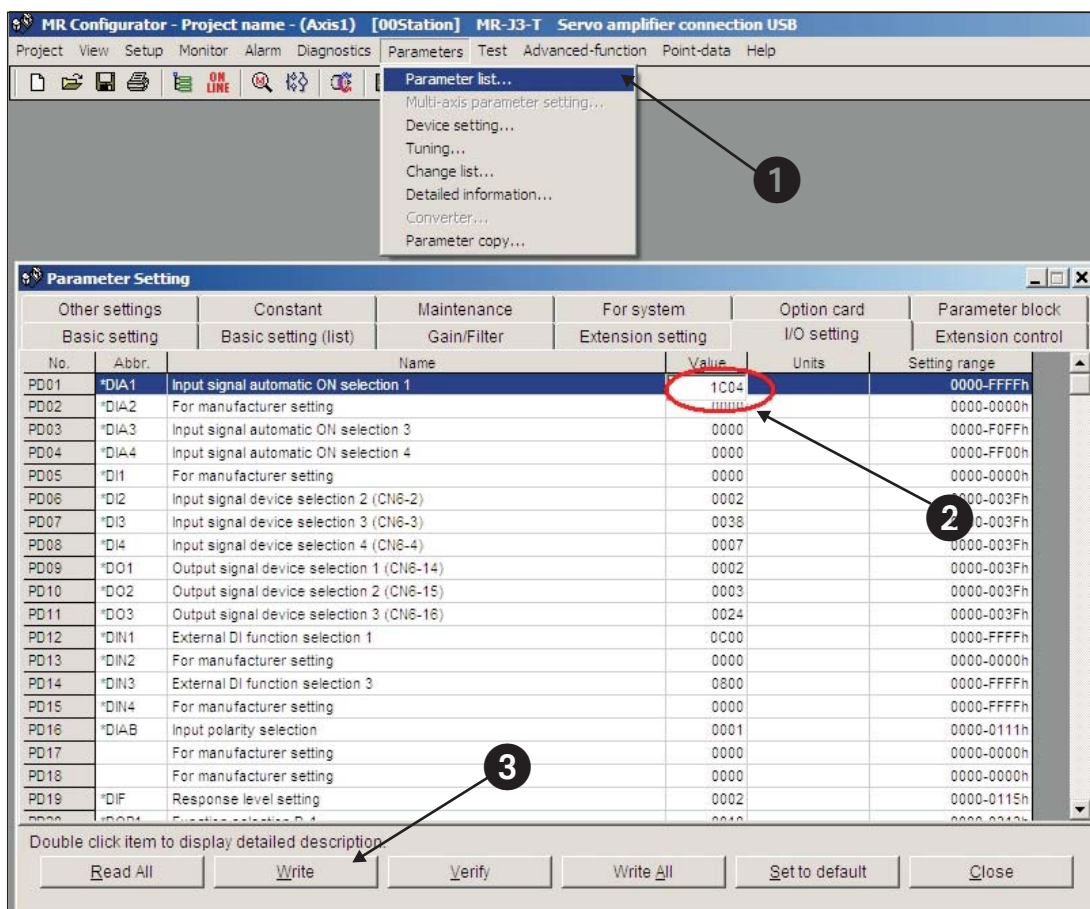 MR Configurator - Project name - (Axis1) [00Station] MR-J3-T Servo amplifier connection USB
Project View Setup Monitor Alarm Diagnostics Parameters Test Advanced-function Point-data Help
ON LINE
Parameter list...
Multi-axis parameter setting...
Device setting...
Tuning...
Change list...
Detailed information...
Converter...
Parameter copy...
1
Parameter Setting
Other settings Constant Maintenance For system Option card Parameter block
Basic setting Basic setting (list) Gain/Filter Extension setting I/O setting Extension control
No. Abbr. Name Value Units Setting range
PD01 *DIA1 Input signal automatic ON selection 1 1C04 0000-FFFFh
PD02 *DIA2 For manufacturer setting 0000 0000-0000h
PD03 *DIA3 Input signal automatic ON selection 3 0000 0000-F0FFh
PD04 *DIA4 Input signal automatic ON selection 4 0000 0000-FF00h
PD05 *DI1 For manufacturer setting 0000 0000-0000h
PD06 *DI2 Input signal device selection 2 (CN6-2) 0002 0000-003Fh
PD07 *DI3 Input signal device selection 3 (CN6-3) 0038 2 0-003Fh
PD08 *DI4 Input signal device selection 4 (CN6-4) 0007 0000-003Fh
PD09 *DO1 Output signal device selection 1 (CN6-14) 0002 0000-003Fh
PD10 *DO2 Output signal device selection 2 (CN6-15) 0003 0000-003Fh
PD11 *DO3 Output signal device selection 3 (CN6-16) 0024 0000-003Fh
PD12 *DIN1 External DI function selection 1 0C00 0000-FFFFh
PD13 *DIN2 For manufacturer setting 0000 0000-0000h
PD14 *DIN3 External DI function selection 3 0800 0000-FFFFh
PD15 *DIN4 For manufacturer setting 0000 0000-FFFFh
PD16 *DIAB Input polarity selection 0001 0000-0111h
PD17 For manufacturer setting 0000 0000-0000h
PD18 For manufacturer setting 3 0000 0000-0000h
PD19 *DIF Response level setting 0002 0000-0115h
Double click item to display detailed description.
Read All Write Verify Write All Set to default Close